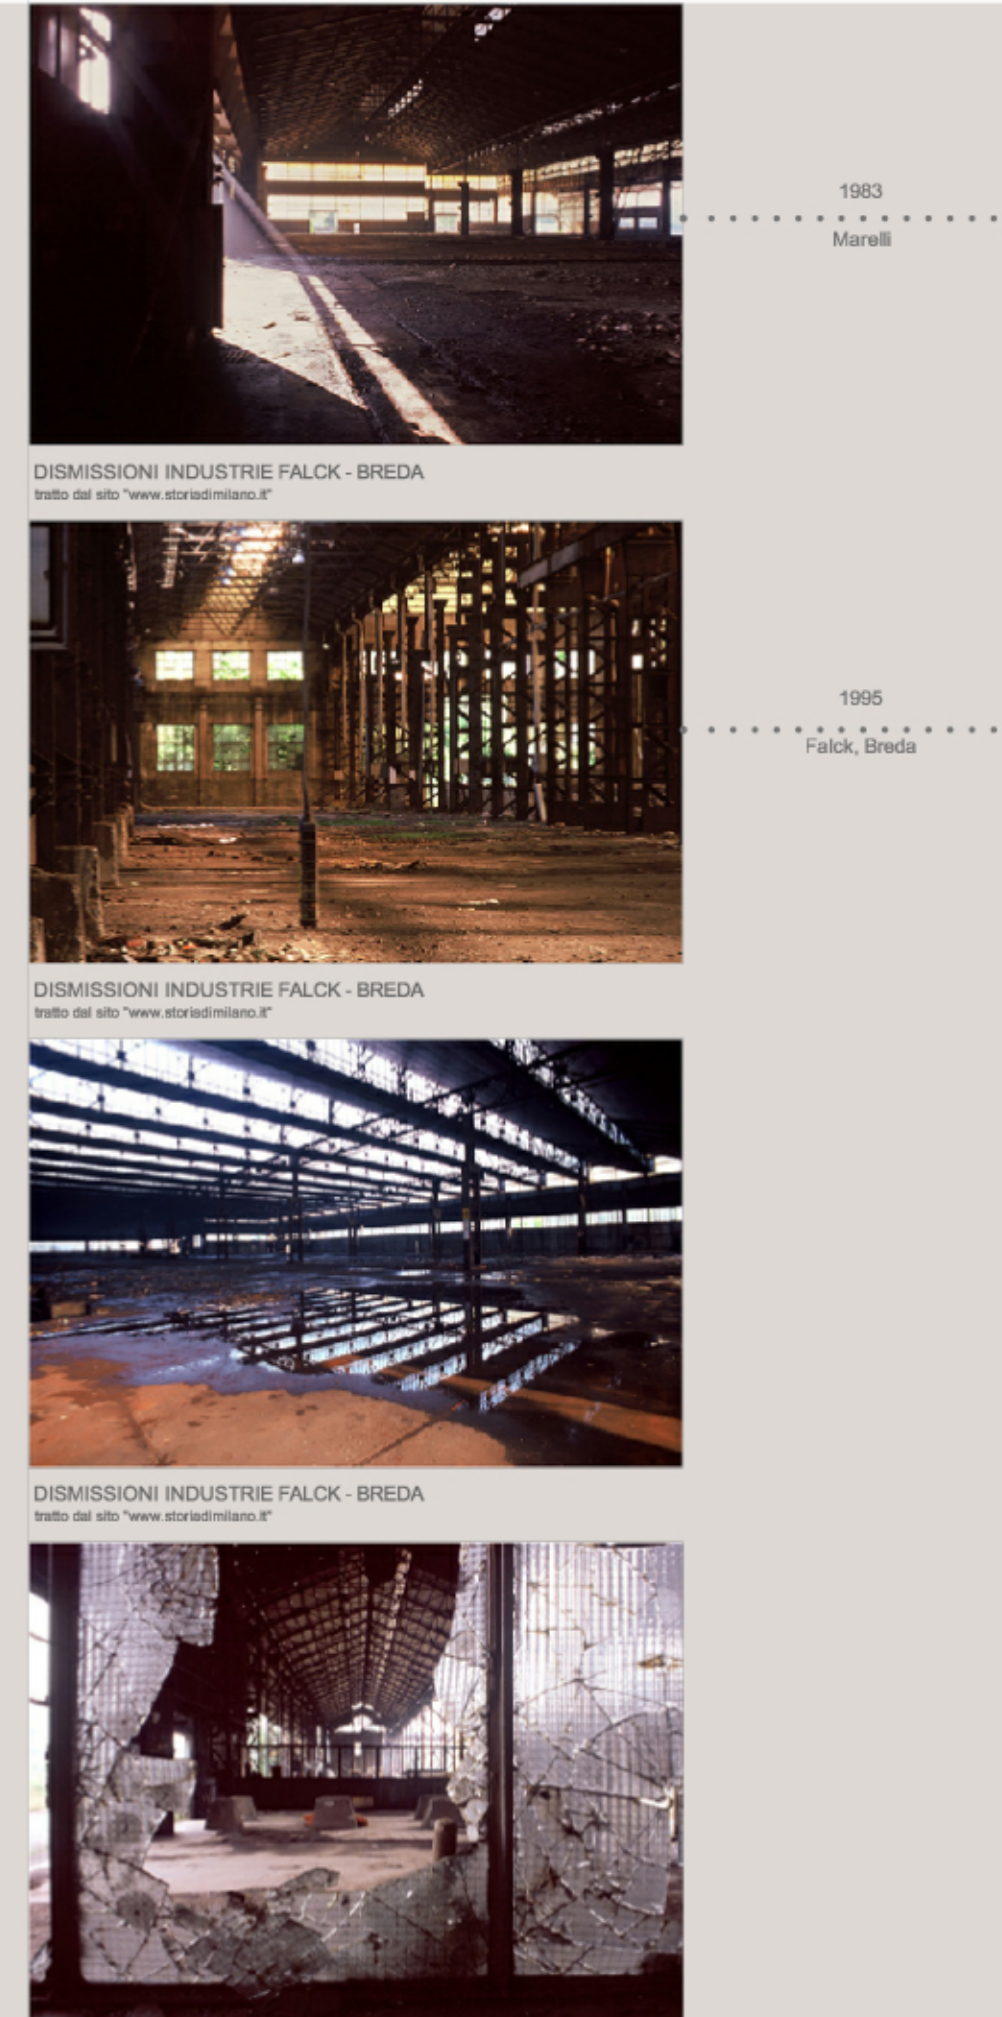 1983
Marelli
DISMISSIONI INDUSTRIE FALCK - BREDA
tratto dal sito "www.storiadimilano.it"
1995
Falck, Breda
DISMISSIONI INDUSTRIE FALCK - BREDA
tratto dal sito "www.storiadimilano.it"
DISMISSIONI INDUSTRIE FALCK - BREDA
tratto dal sito "www.storiadimilano.it"